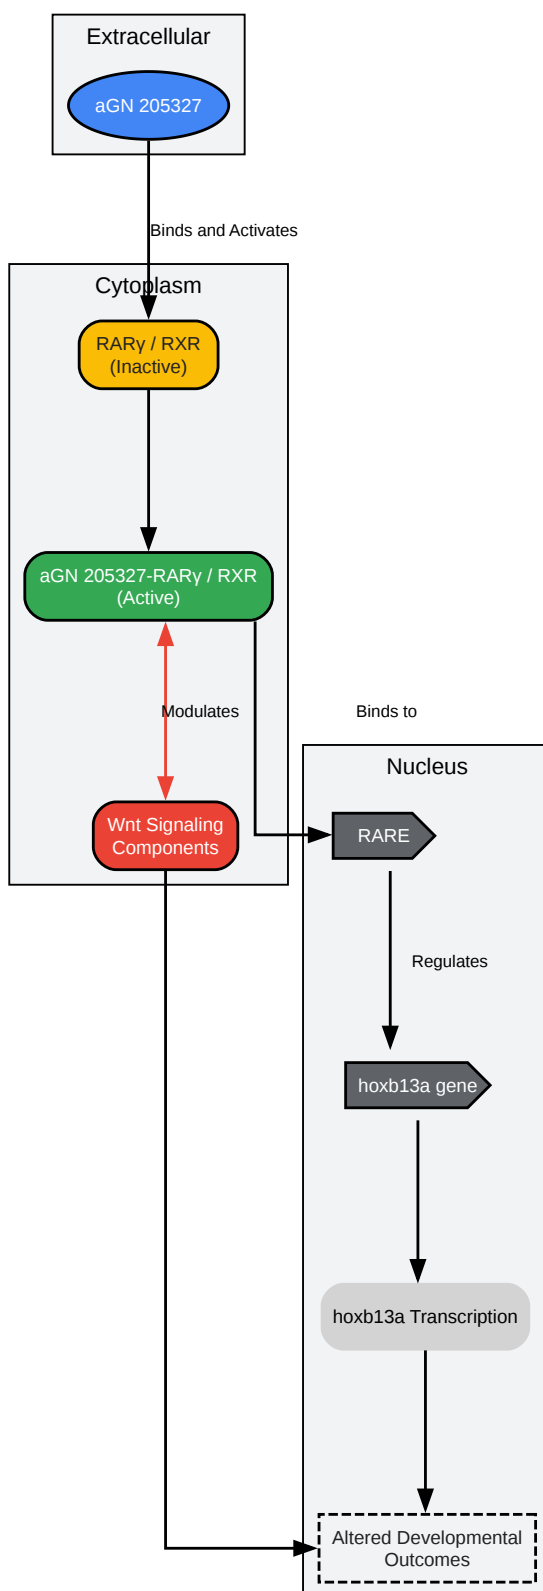 Extracellular
aGN 205327
Binds and Activates
Cytoplasm
RARγ / RXR
(Inactive)
aGN 205327-RARγ / RXR
(Active)
Modulates
Binds to
Wnt Signaling
Components
Nucleus
RARE
Regulates
hoxb13a gene
hoxb13a Transcription
Altered Developmental
Outcomes